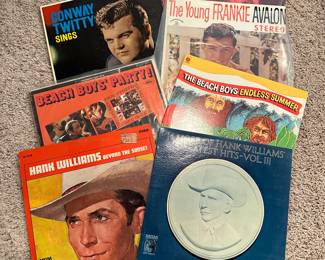 CONWAY
TWITTY
SINGS
The Young FRANKIE AVALON
STEREO
BEACH BOYS' PARTY!
THE BEACH BOYS ENDLESS SUMMER
HANK WILLIAMS
BEYOND THE SUNSET
HANK WILLIAMS'
GREATEST HITS-VOL III